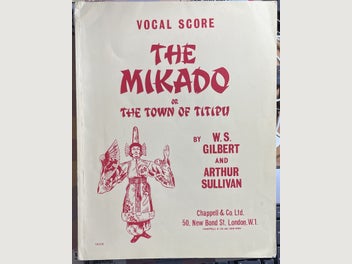 VOCAL SCORE
THE
MIKADO
OR
THE TOWN OF TITIPU
BY W. S.
GILBERT
AND
ARTHUR
SULLIVAN
Chappell & Co. Ltd.
50, New Bond St, London, W.1.